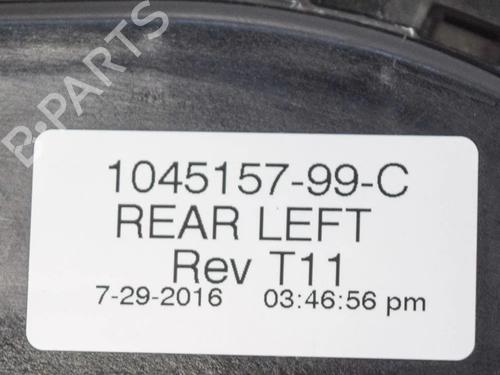 B-PARTS
1045157-99-C
REAR LEFT
Rev T11
7-29-2016 03:46:56 pm